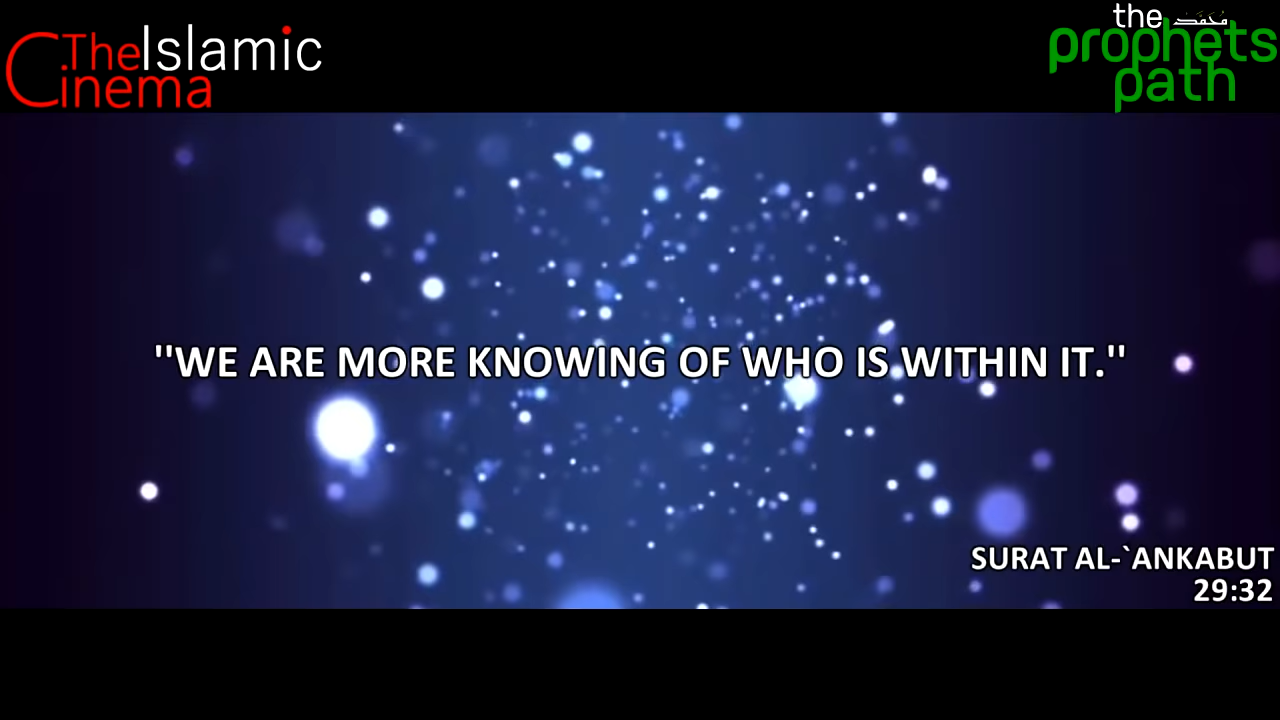 TheIslamic
Cinema
the محمد
prophets
path
"WE ARE MORE KNOWING OF WHO IS WITHIN IT."
SURAT AL-`ANKABUT
29:32